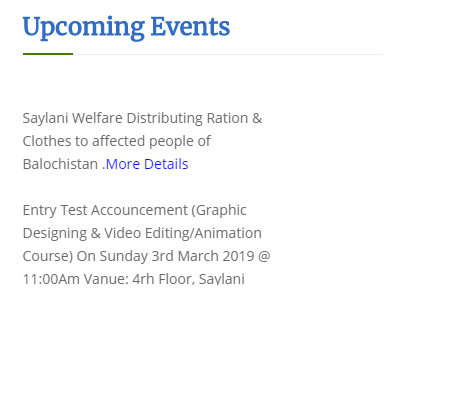 Upcoming Events
Saylani Welfare Distributing Ration &
Clothes to affected people of
Balochistan .More Details
Entry Test Accouncement (Graphic
Designing & Video Editing/Animation
Course) On Sunday 3rd March 2019 @
11:00Am Vanue: 4rh Floor, Saylani